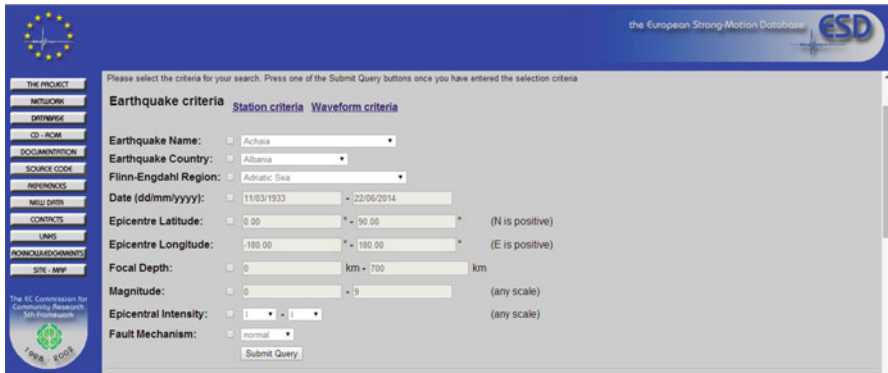 the European Strong-Motion Database ESD
Please select the criteria for your search. Press one of the Submit Query buttons once you have entered the selection criteria
Earthquake criteria Station criteria Waveform criteria
THE PROJECT
NETWORK
DATABASE
CD - ROM
DOCUMENTATION
SOURCE CODE
REFERENCES
NEW DATA
CONTACTS
LINKS
ACKNOWLEDGEMENTS
SITE - MAP
The EC Commission for
Community Research
5th Framework
1998 - 2002
Earthquake Name: Achaia
Earthquake Country: Albania
Flinn-Engdahl Region: Adriatic Sea
Date (dd/mm/yyyy): 11/03/1933 - 22/06/2014
Epicentre Latitude: 0.00 ° - 90.00 ° (N is positive)
Epicentre Longitude: -180.00 ° - 180.00 ° (E is positive)
Focal Depth: 0 km - 700 km
Magnitude: 0 - 9 (any scale)
Epicentral Intensity: I - I (any scale)
Fault Mechanism: normal
Submit Query